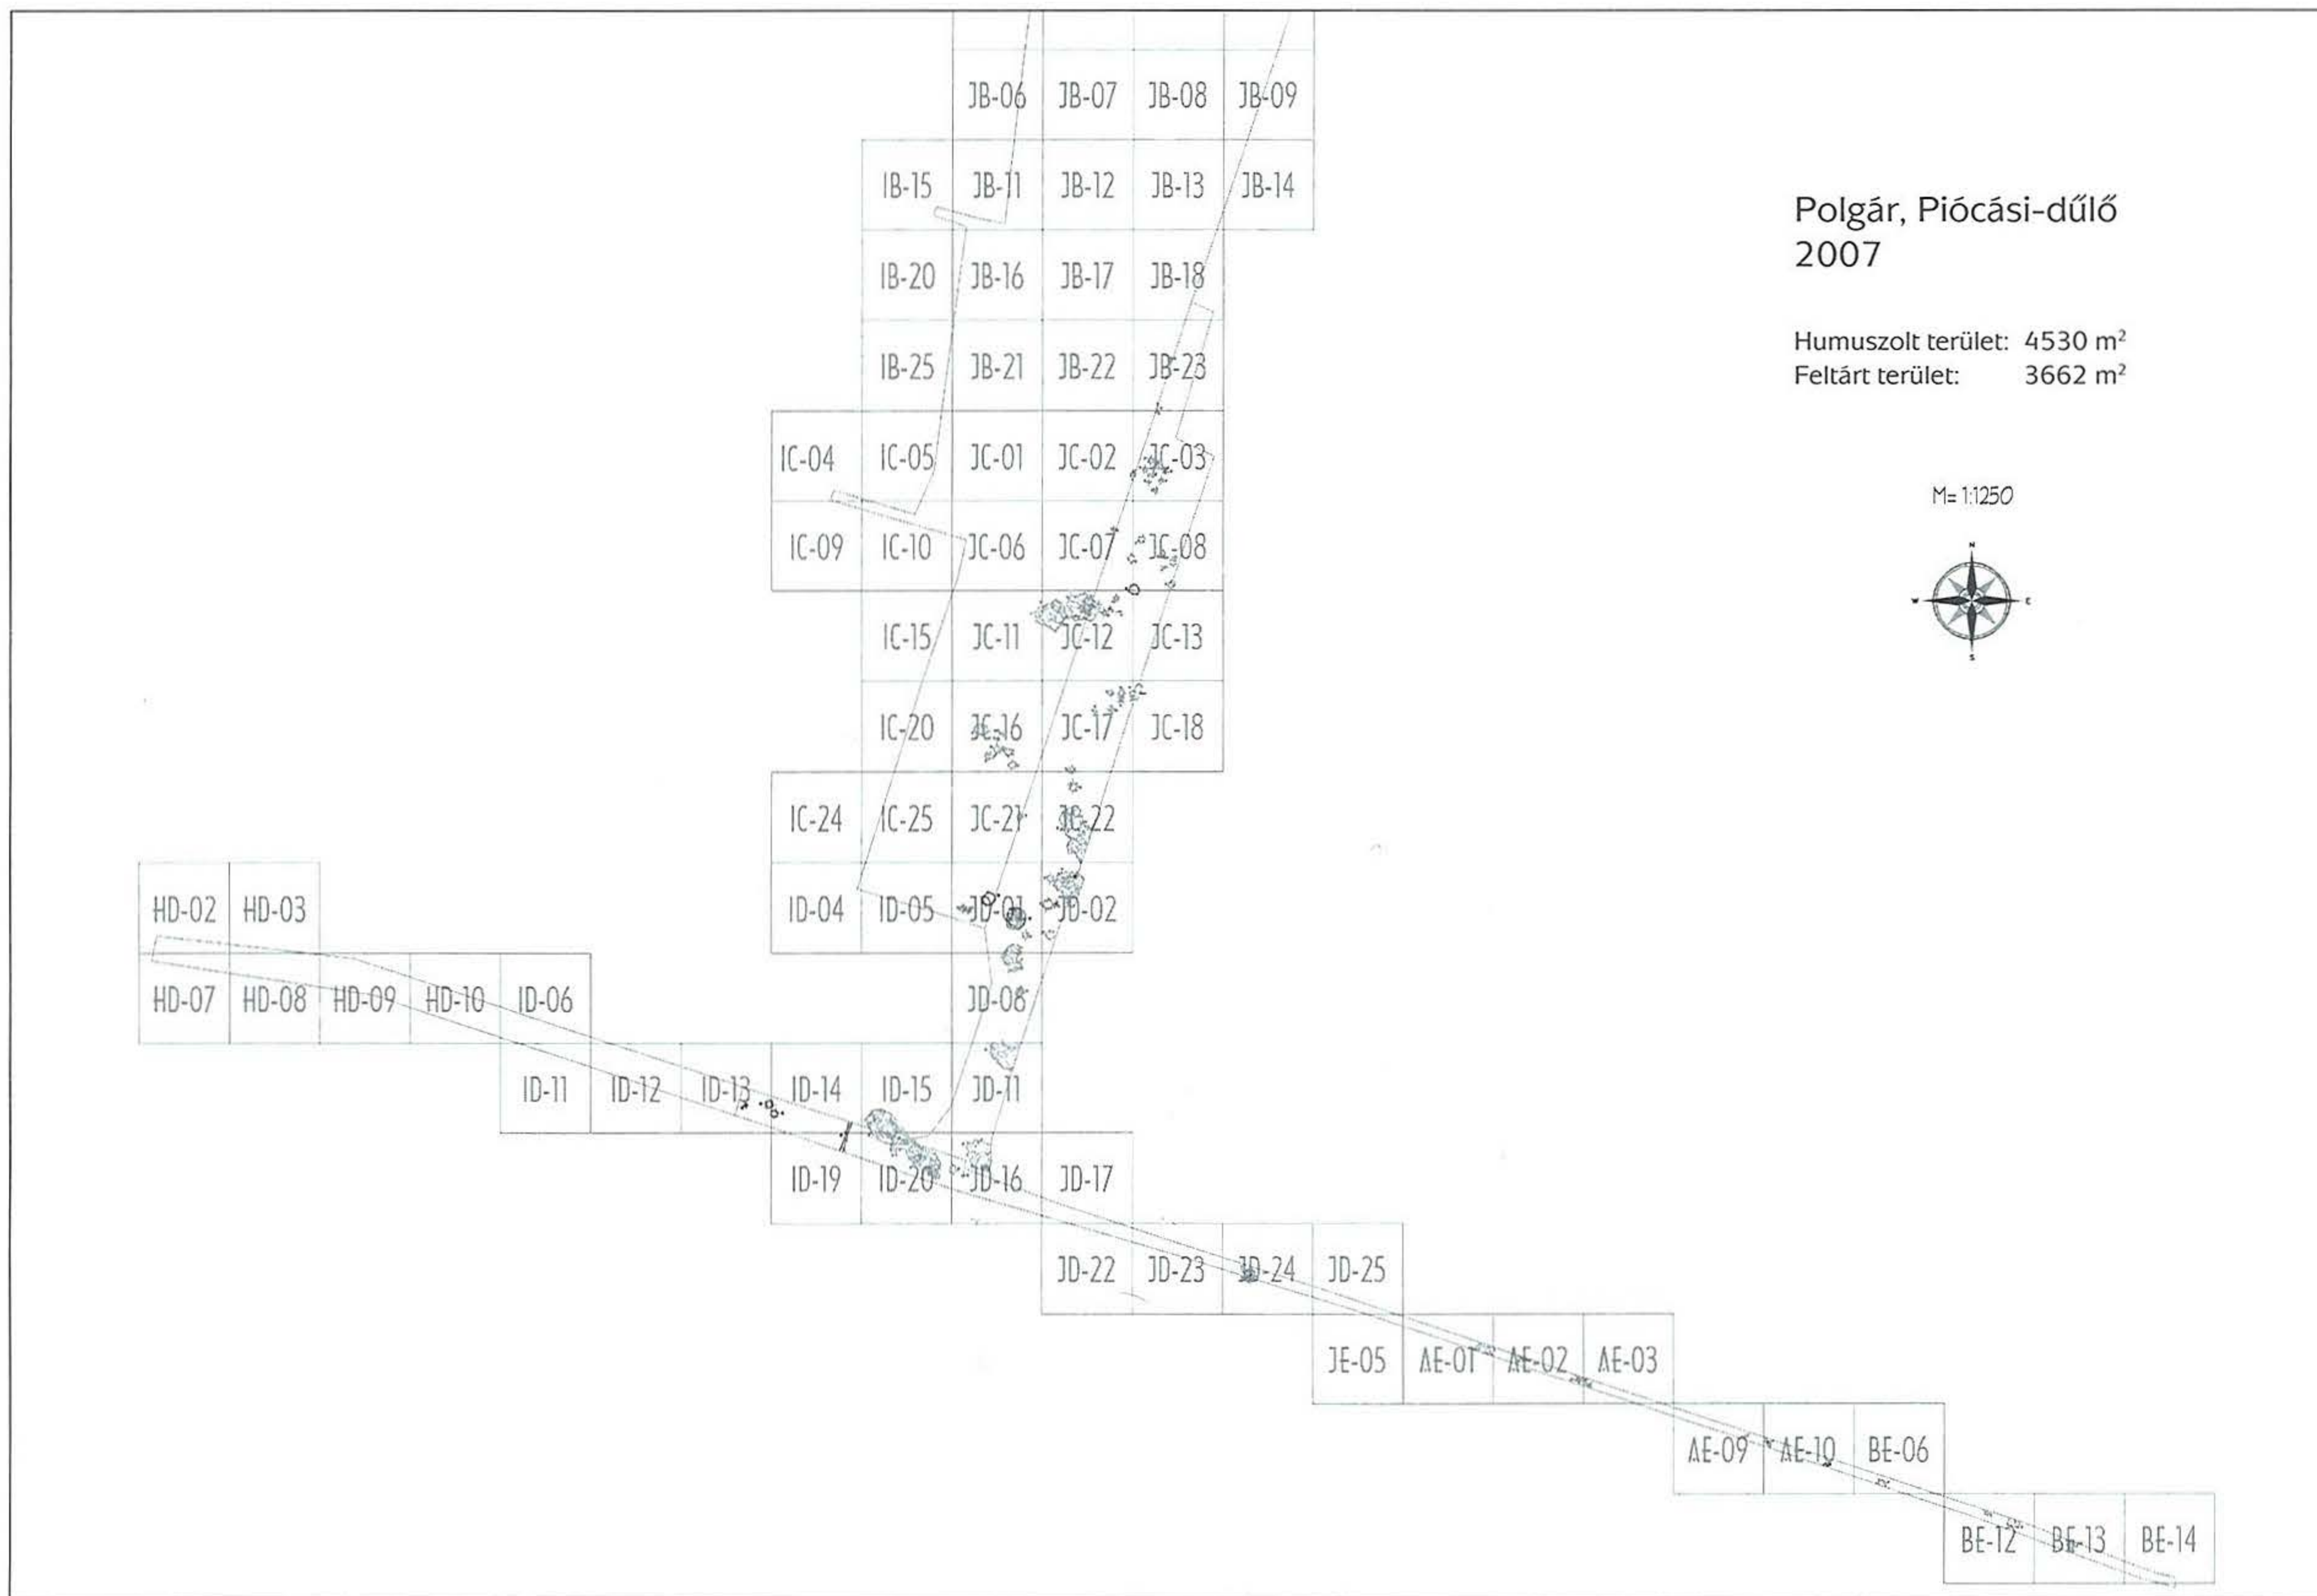 JB-06 JB-07 JB-08 JB-09
IB-15 JB-11 JB-12 JB-13 JB-14
Polgár, Piócási-dűlő
2007
IB-20 JB-16 JB-17 JB-18
Humuszolt terület: 4530 m²
Feltárt terület: 3662 m²
IB-25 JB-21 JB-22 JB-23
IC-04 IC-05 JC-01 JC-02 JC-03
M= 1:1250
IC-09 IC-10 JC-06 JC-07 JC-08
N
W E
S
IC-15 JC-11 JC-12 JC-13
IC-20 JC-16 JC-17 JC-18
IC-24 IC-25 JC-21 JC-22
HD-02 HD-03 ID-04 ID-05 JD-01 JD-02
HD-07 HD-08 HD-09 HD-10 ID-06 JD-08
ID-11 ID-12 ID-13 ID-14 ID-15 JD-11
ID-19 ID-20 JD-16 JD-17
JD-22 JD-23 JD-24 JD-25
JE-05 AE-01 AE-02 AE-03
AE-09 AE-10 BE-06
BE-12 BE-13 BE-14